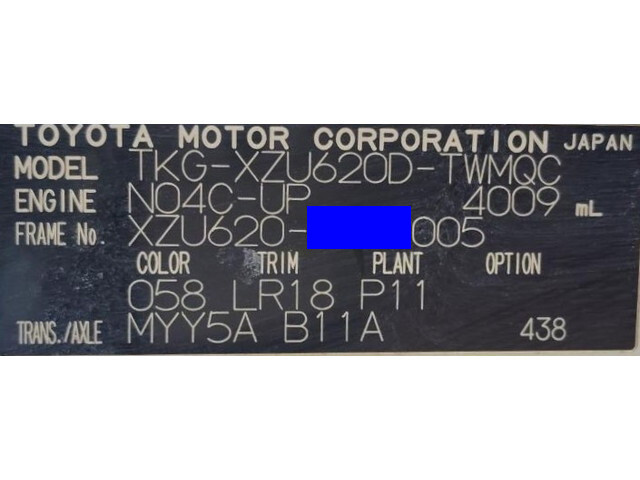 TOYOTA MOTOR CORPORATION JAPAN
MODEL TKG-XZU620D-TWMQC
ENGINE N04C-UP 4009 mL
FRAME No. XZU620- 005
COLOR TRIM PLANT OPTION
058 LR18 P11
TRANS./AXLE MYY5A B11A 438